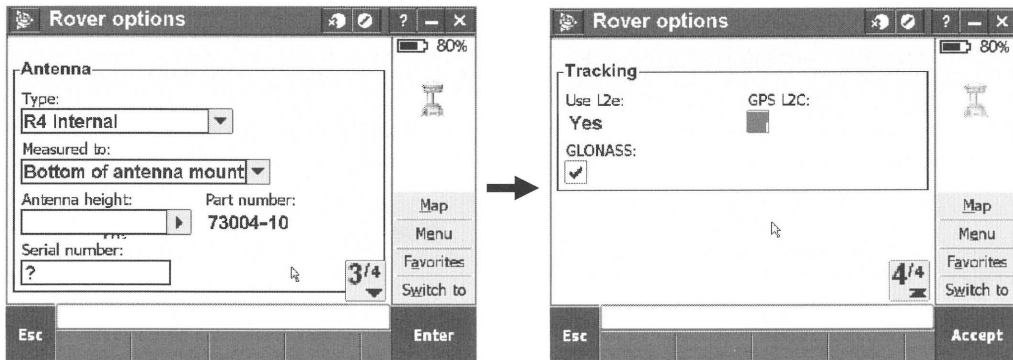 Rover options
? – ×
80%
Antenna
Type:
R4 Internal
Measured to:
Bottom of antenna mount
Antenna height:
Part number:
73004-10
Serial number:
?
3/4
Map
Menu
Favorites
Switch to
Esc
Enter
Rover options
? – ×
80%
Tracking
Use L2e:
GPS L2C:
Yes
GLONASS:
4/4
Map
Menu
Favorites
Switch to
Esc
Accept